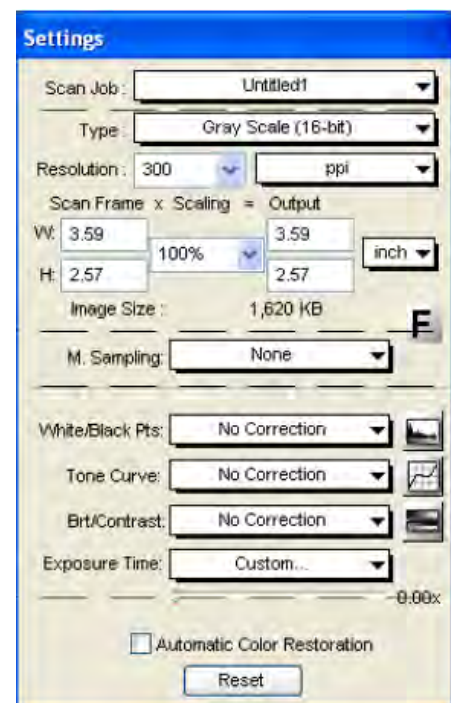 Settings
Scan Job: Untitled1
Type: Gray Scale (16-bit)
Resolution: 300 ppi
Scan Frame x Scaling = Output
W: 3.59 100% 3.59 inch
H: 2.57 2.57
Image Size: 1,620 KB
F
M. Sampling: None
White/Black Pts: No Correction
Tone Curve: No Correction
Brt/Contrast: No Correction
Exposure Time: Custom...
0.00x
Automatic Color Restoration
Reset